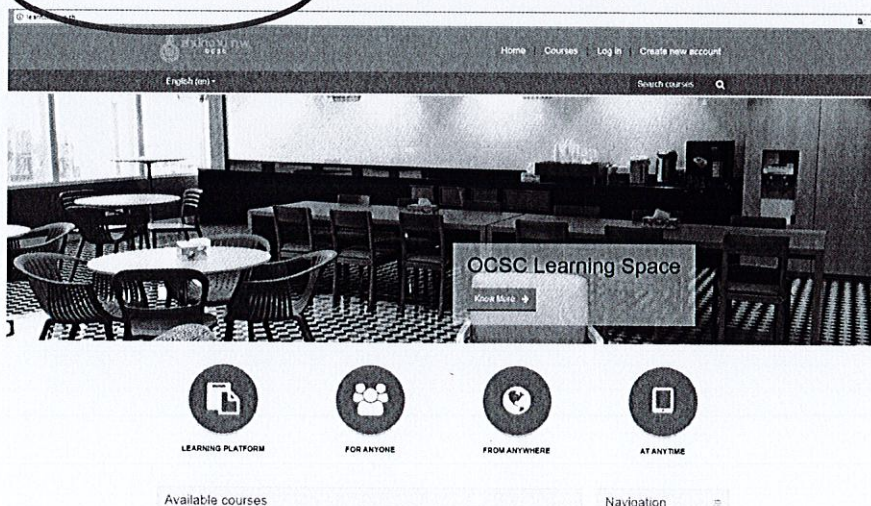 OCSC
Home Courses Log in Create new account
English (en)
Search courses
OCSC Learning Space
Know More
LEARNING PLATFORM
FOR ANYONE
FROM ANYWHERE
AT ANYTIME
Available courses
Navigation